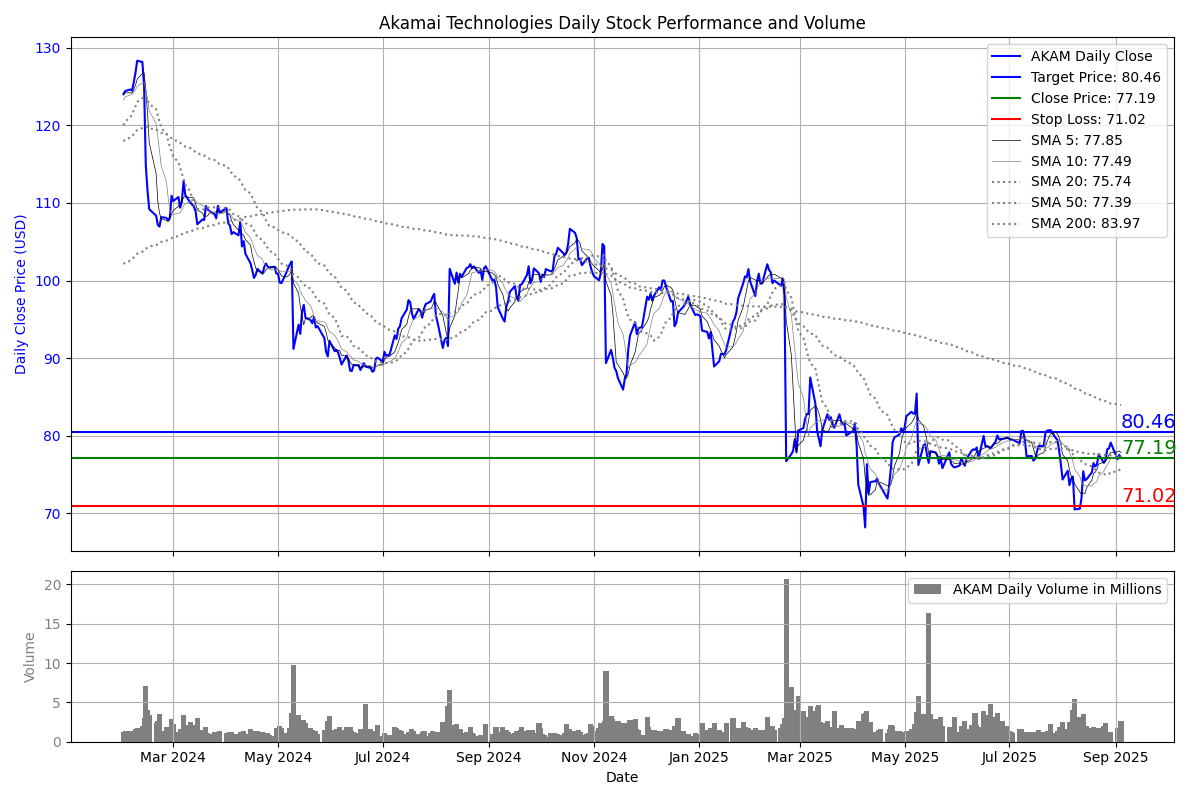 Akamai Technologies Daily Stock Performance and Volume
Daily Close Price (USD)
130
120
110
100
90
80
70
AKAM Daily Close
Target Price: 80.46
Close Price: 77.19
Stop Loss: 71.02
SMA 5: 77.85
SMA 10: 77.49
SMA 20: 75.74
SMA 50: 77.39
SMA 200: 83.97
80.46
77.19
71.02
Volume
20
15
10
5
0
AKAM Daily Volume in Millions
Mar 2024 May 2024 Jul 2024 Sep 2024 Nov 2024 Jan 2025 Mar 2025 May 2025 Jul 2025 Sep 2025
Date